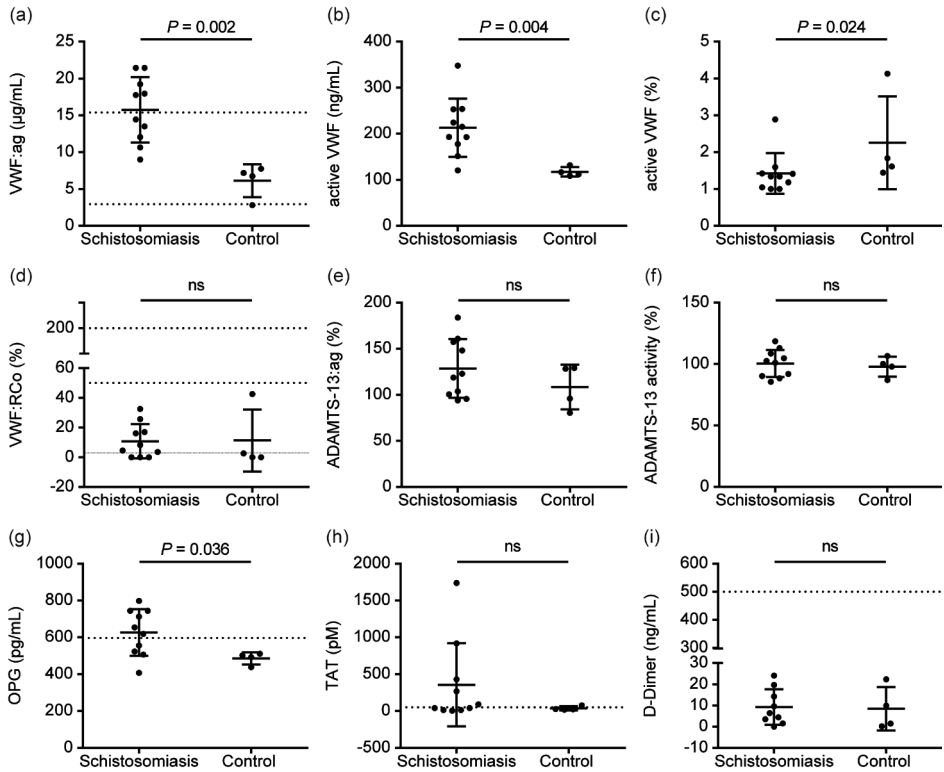 (a)
P = 0.002
VWF:ag (µg/mL)
25
20
15
10
5
0
Schistosomiasis Control
(b)
P = 0.004
active VWF (ng/mL)
400
300
200
100
0
Schistosomiasis Control
(c)
P = 0.024
active VWF (%)
5
4
3
2
1
0
Schistosomiasis Control
(d)
ns
VWF:RCo (%)
200
60
40
20
0
-20
Schistosomiasis Control
(e)
ns
ADAMTS-13:ag (%)
200
150
100
50
0
Schistosomiasis Control
(f)
ns
ADAMTS-13 activity (%)
150
100
50
0
Schistosomiasis Control
(g)
P = 0.036
OPG (pg/mL)
1000
800
600
400
200
0
Schistosomiasis Control
(h)
ns
TAT (pM)
2000
1500
1000
500
0
-500
Schistosomiasis Control
(i)
ns
D-Dimer (ng/mL)
600
500
400
30
20
10
0
-10
Schistosomiasis Control